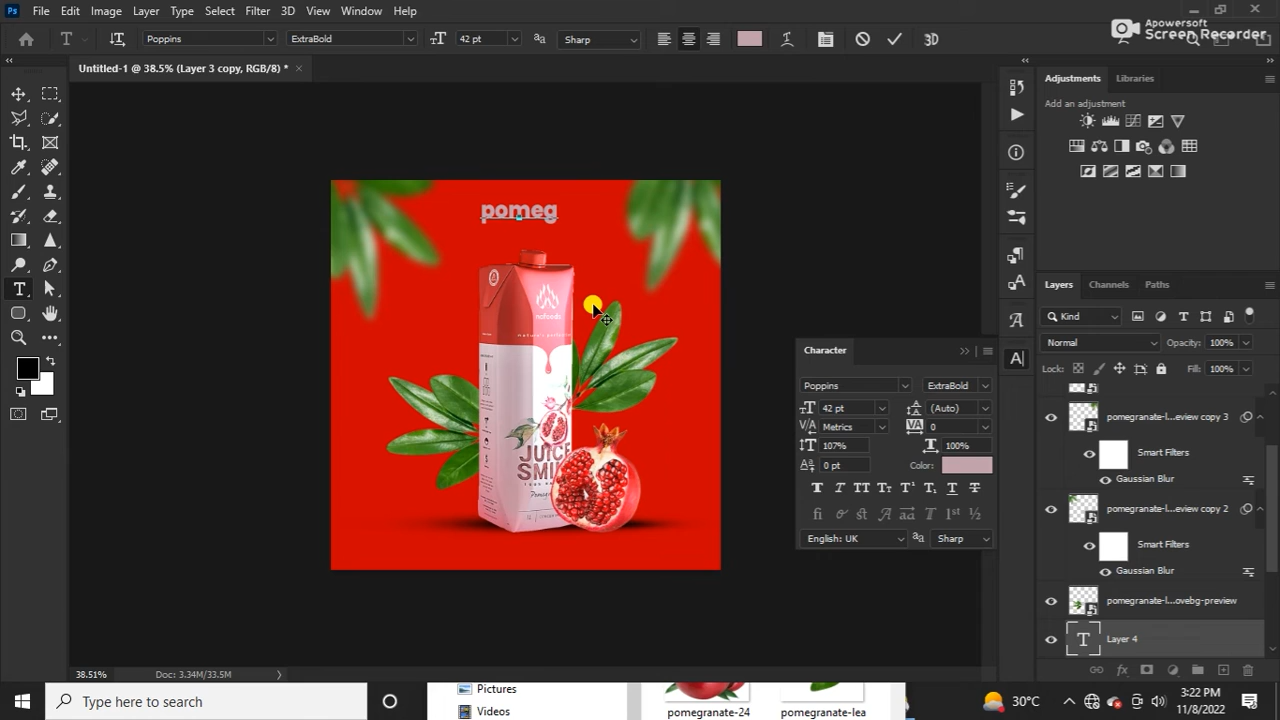 Ps File Edit Image Layer Type Select Filter 3D View Window Help
Apowersoft
Screen Recorder
Poppins ExtraBold 42 pt aa Sharp 3D
Untitled-1 @ 38.5% (Layer 3 copy, RGB/8) * ×
Adjustments Libraries
Add an adjustment
pomeg
nafoods
JUICE
SMI
Layers Channels Paths
Kind
Normal Opacity: 100%
Lock: Fill: 100%
pomegranate-l...eview copy 3
Smart Filters
Gaussian Blur
pomegranate-l...eview copy 2
Smart Filters
Gaussian Blur
pomegranate-l...ovebg-preview
Layer 4
Character
Poppins ExtraBold
42 pt (Auto)
Metrics 0
107% 100%
0 pt Color:
English: UK aa Sharp
38.51% Doc: 3.34M/33.5M
Pictures
Videos
pomegranate-24
pomegranate-lea
Type here to search
30°C
3:22 PM
11/8/2022